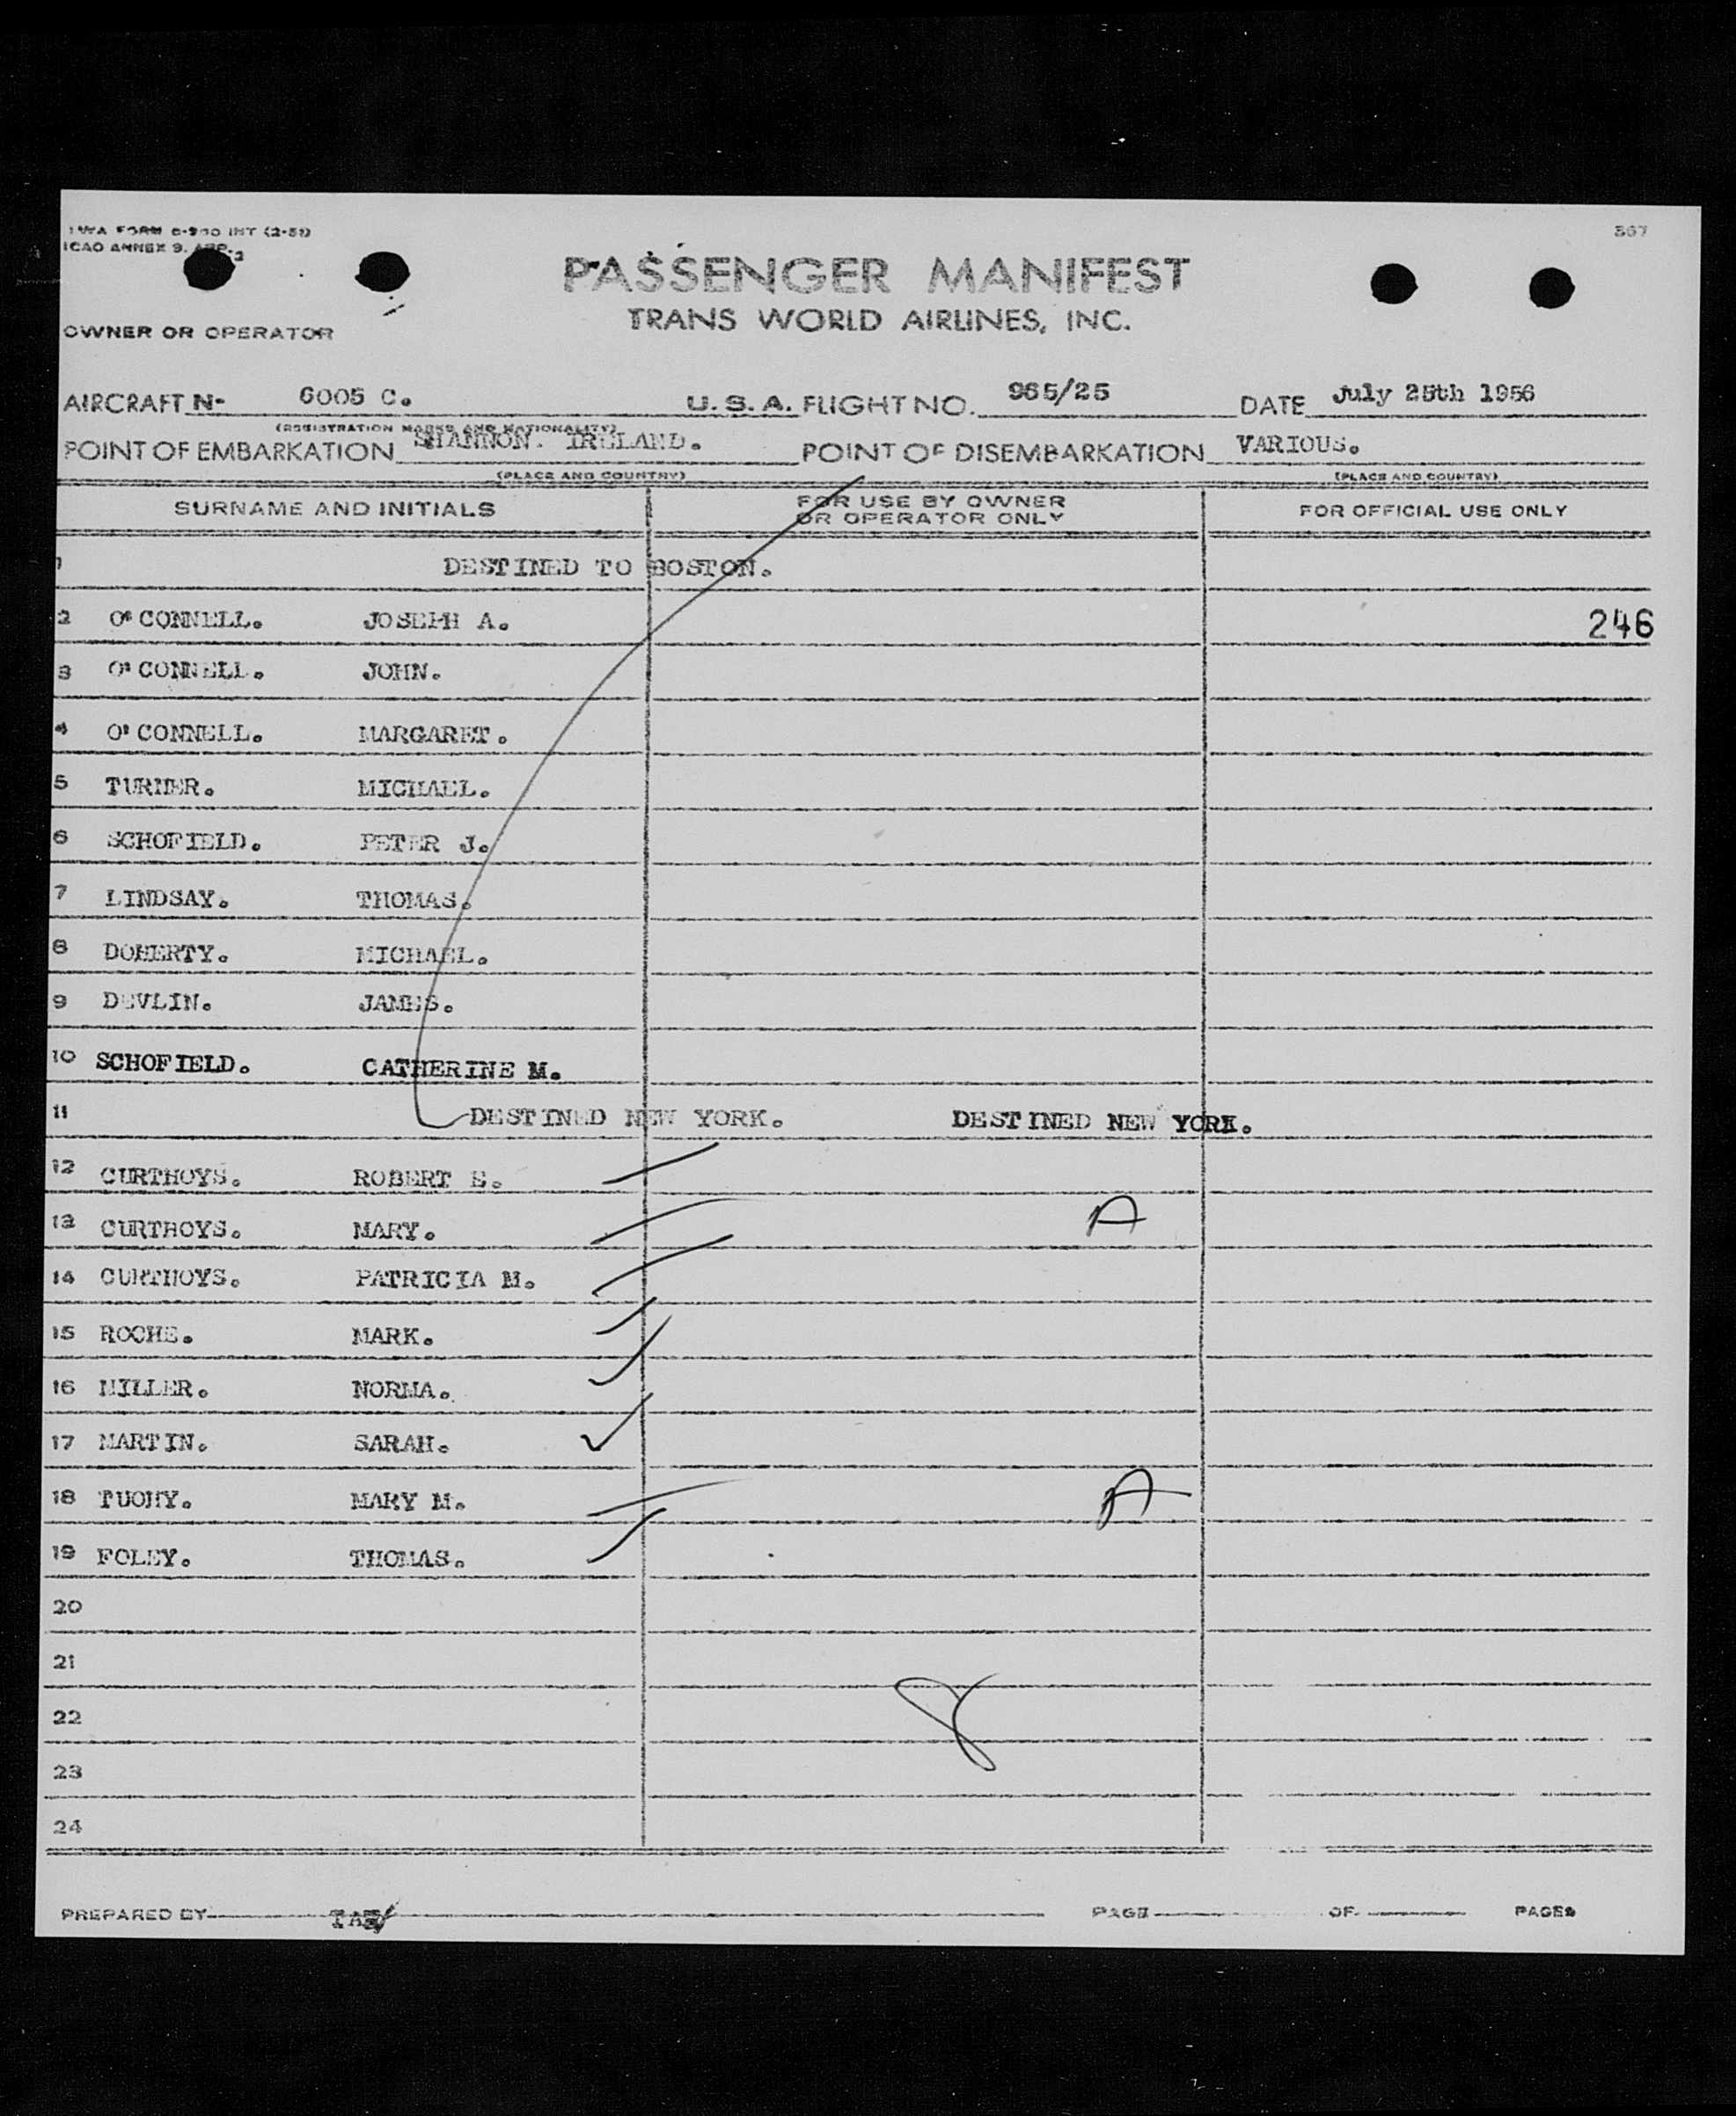 TWA FORM
ICAO ANNEX 9.
367
PASSENGER MANIFEST
TRANS WORLD AIRLINES, INC.
OWNER OR OPERATOR
AIRCRAFT N- 6005 C. U.S.A. FLIGHT NO. 965/25 DATE July 25th 1956
(REGISTRATION MARKS AND NATIONALITY)
POINT OF EMBARKATION SHANNON. IRELAND. POINT OF DISEMBARKATION VARIOUS.
(PLACE AND COUNTRY) (PLACE AND COUNTRY)
SURNAME AND INITIALS FOR USE BY OWNER OR OPERATOR ONLY FOR OFFICIAL USE ONLY
1 DESTINED TO BOSTON.
2 O'CONNELL. JOSEPH A. 246
3 O'CONNELL. JOHN.
4 O'CONNELL. MARGARET.
5 TURNER. MICHAEL.
6 SCHOFIELD. PETER J.
7 LINDSAY. THOMAS.
8 DOHERTY. MICHAEL.
9 DEVLIN. JAMES.
10 SCHOFIELD. CATHERINE M.
11 DESTINED NEW YORK. DESTINED NEW YORK.
12 CURTHOYS. ROBERT E.
13 CURTHOYS. MARY. A
14 CURTHOYS. PATRICIA M.
15 ROCHE. MARK.
16 MILLER. NORMA.
17 MARTIN. SARAH.
18 TUOHY. MARY M. A
19 FOLEY. THOMAS.
20
21
22 8
23
24
PREPARED BY PAGE OF PAGES